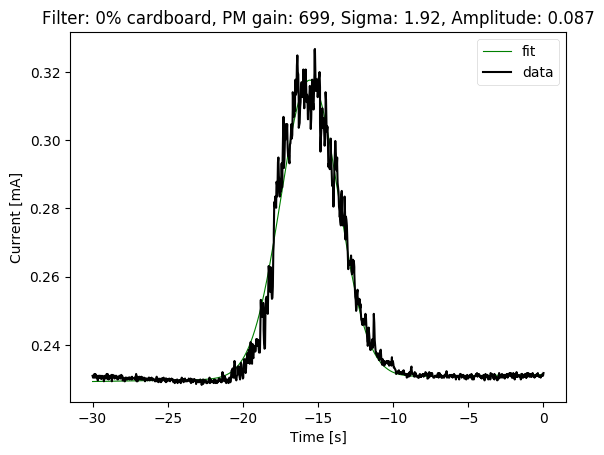 Filter: 0% cardboard, PM gain: 699, Sigma: 1.92, Amplitude: 0.087
fit
data
0.32
0.30
0.28
0.26
0.24
Current [mA]
−30
−25
−20
−15
−10
−5
0
Time [s]